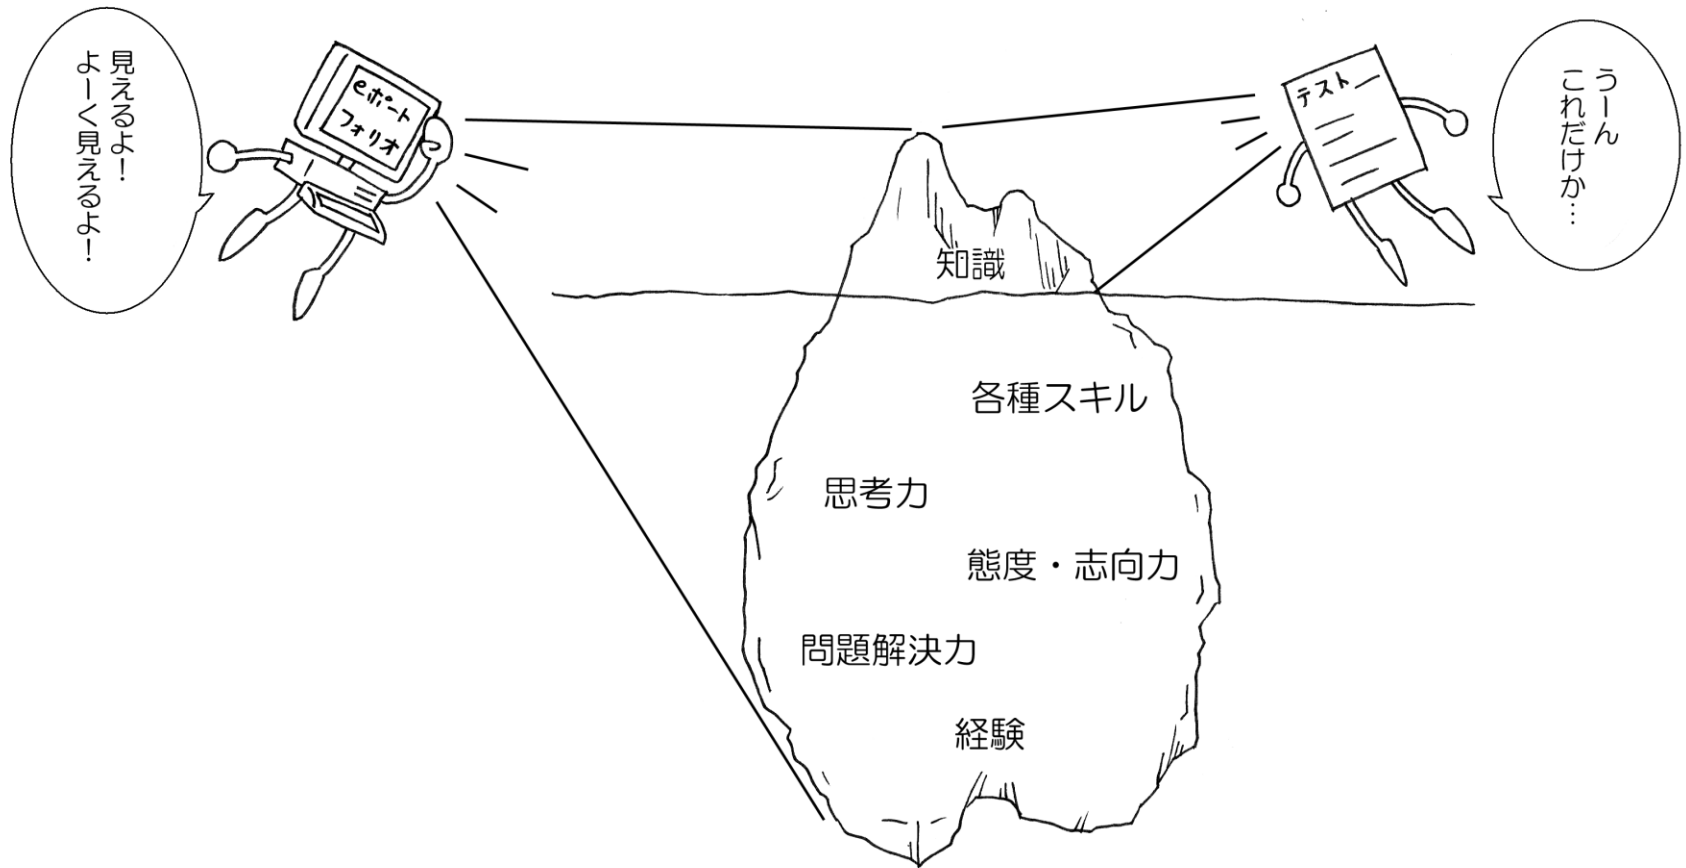 見えるよ！
よーく見えるよ！
eポート
フォリオ
テスト
うーん
これだけか…
知識
各種スキル
思考力
態度・志向力
問題解決力
経験